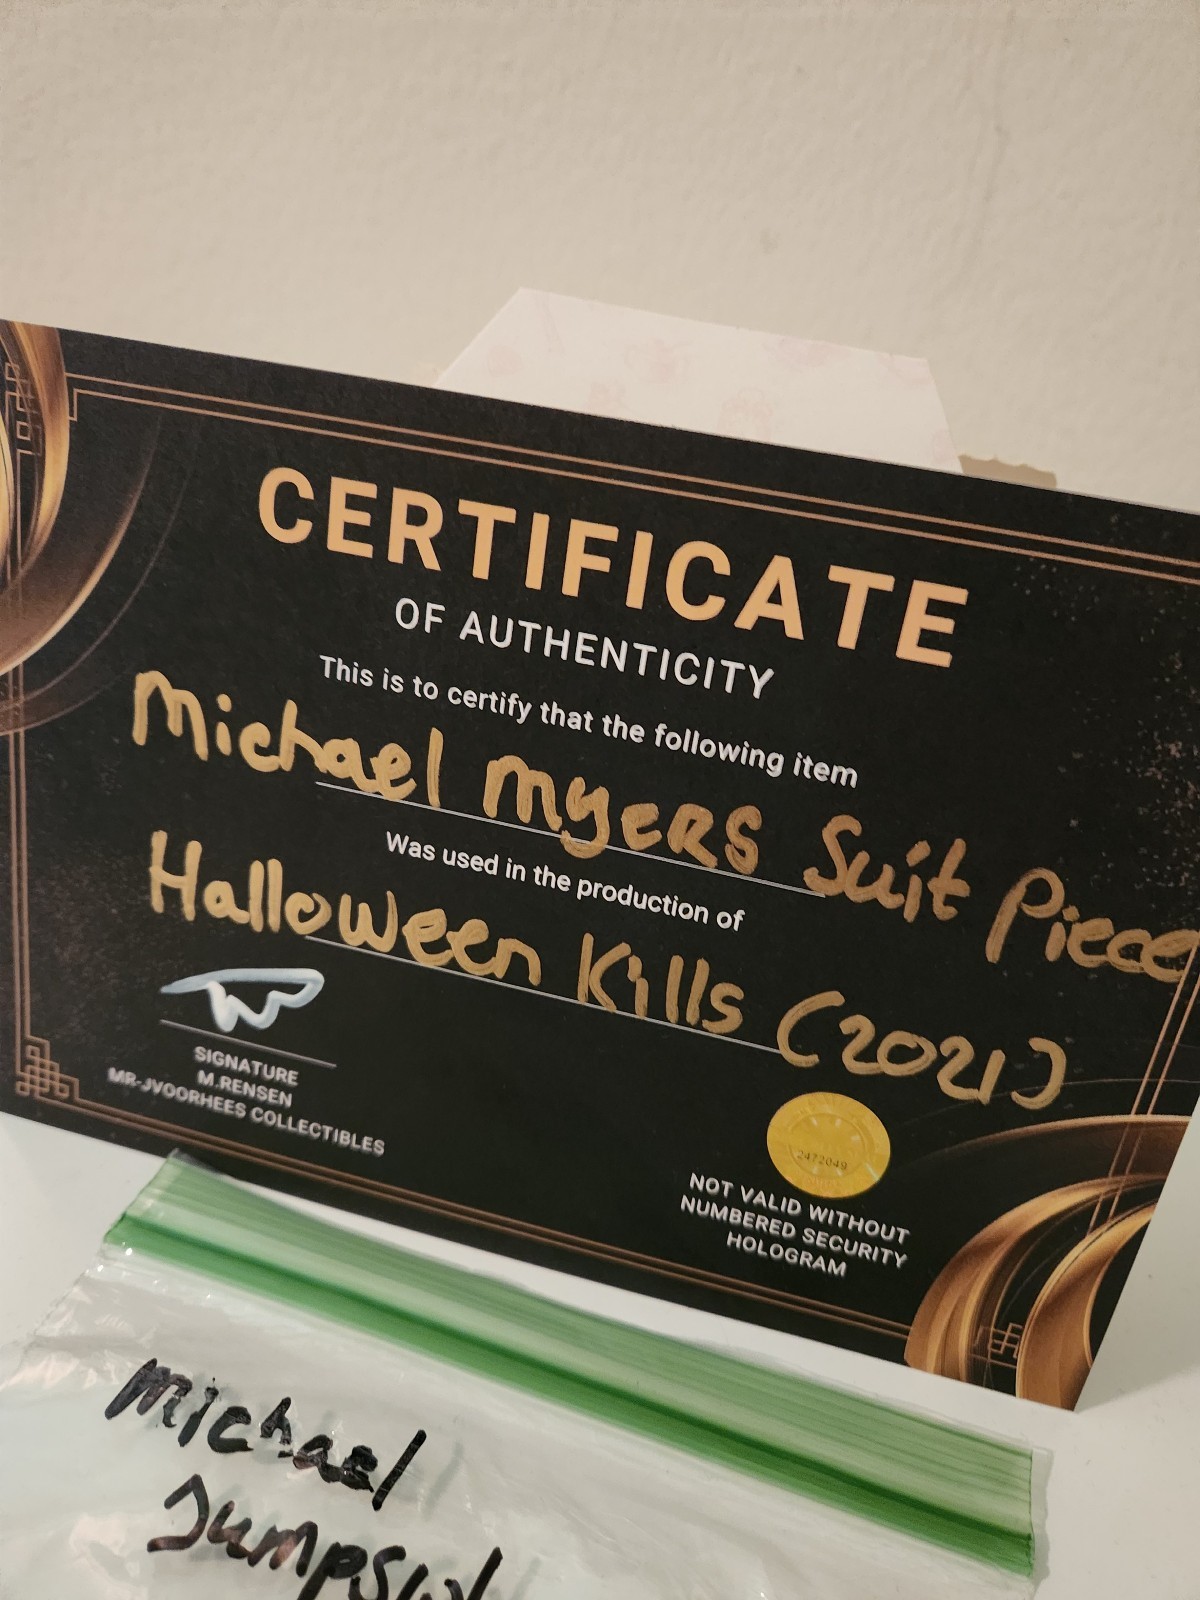 CERTIFICATE
OF AUTHENTICITY
This is to certify that the following item
Michael Myers Suit Piece
Was used in the production of
Halloween Kills (2021)
SIGNATURE
M.RENSEN
MR-JVOORHEES COLLECTIBLES
2472049
NOT VALID WITHOUT
NUMBERED SECURITY
HOLOGRAM
Michael